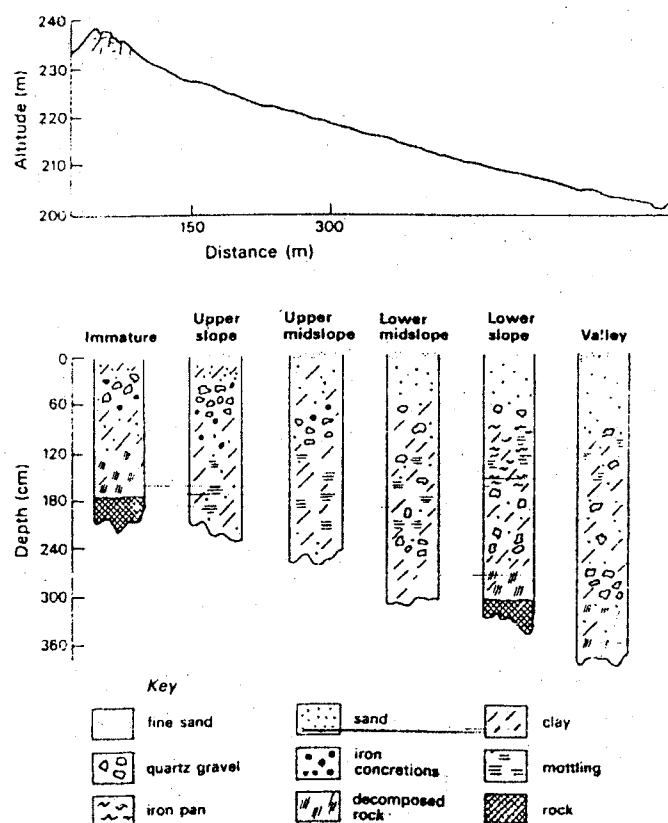 240
230
220
210
200
Altitude (m)
150 300
Distance (m)
Immature
Upper slope
Upper midslope
Lower midslope
Lower slope
Valley
0
60
120
180
240
300
360
Depth (cm)
Key
fine sand
sand
clay
quartz gravel
iron concretions
mottling
iron pan
decomposed rock
rock